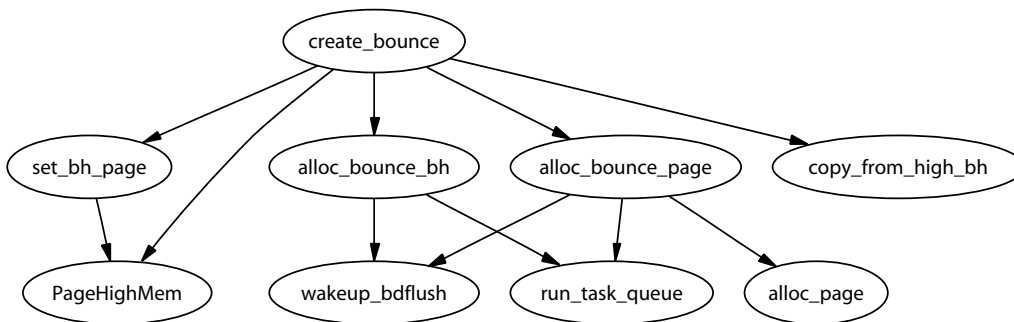 create_bounce
set_bh_page
alloc_bounce_bh
alloc_bounce_page
copy_from_high_bh
PageHighMem
wakeup_bdflush
run_task_queue
alloc_page